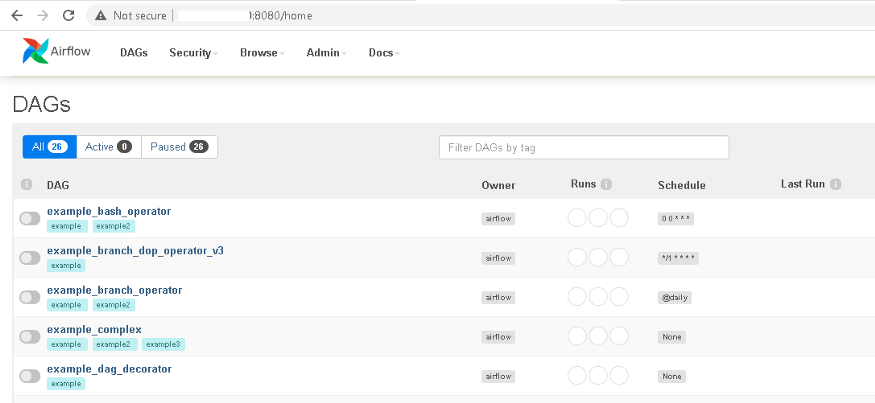 Not secure | :8080/home
Airflow DAGs Security Browse Admin Docs
DAGs
All 26 Active 0 Paused 26 Filter DAGs by tag
DAG Owner Runs Schedule Last Run
example_bash_operator
example example2 airflow 0 0 * * *
example_branch_dop_operator_v3
example airflow */1 * * * *
example_branch_operator
example example2 airflow @daily
example_complex
example example2 example3 airflow None
example_dag_decorator
example airflow None